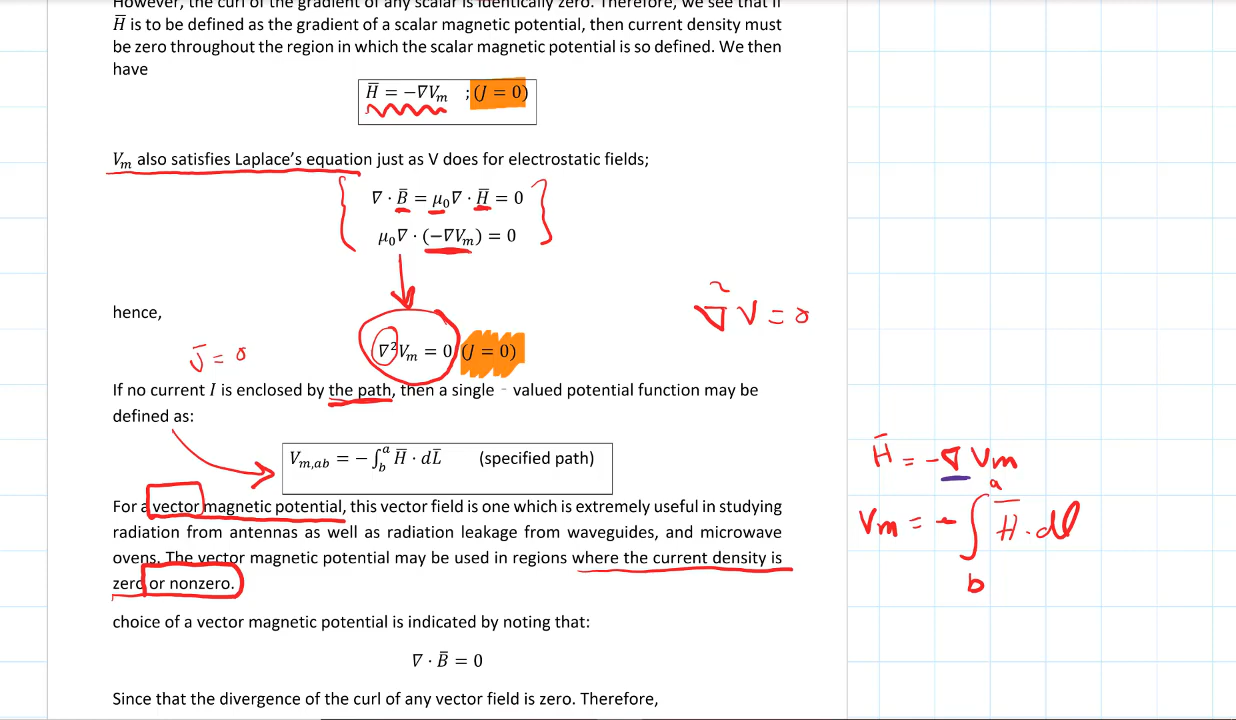 However, the curl of the gradient of any scalar is identically zero. Therefore, we see that if
H̅ is to be defined as the gradient of a scalar magnetic potential, then current density must
be zero throughout the region in which the scalar magnetic potential is so defined. We then
have
H̅ = −∇Vₘ ; (J = 0)
Vₘ also satisfies Laplace's equation just as V does for electrostatic fields;
∇ · B̅ = μ₀∇ · H̅ = 0
μ₀∇ · (−∇Vₘ) = 0
∇²V = 0
hence,
∇²Vₘ = 0 (J = 0)
J̅ = 0
If no current I is enclosed by the path, then a single - valued potential function may be
defined as:
Vₘ,ₐb = − ∫_b^a H̅ · dL̅ (specified path)
H̅ = −∇Vm
Vm = − ∫_b^a H̅ · dl
For a vector magnetic potential, this vector field is one which is extremely useful in studying
radiation from antennas as well as radiation leakage from waveguides, and microwave
ovens. The vector magnetic potential may be used in regions where the current density is
zero or nonzero.
choice of a vector magnetic potential is indicated by noting that:
∇ · B̅ = 0
Since that the divergence of the curl of any vector field is zero. Therefore,